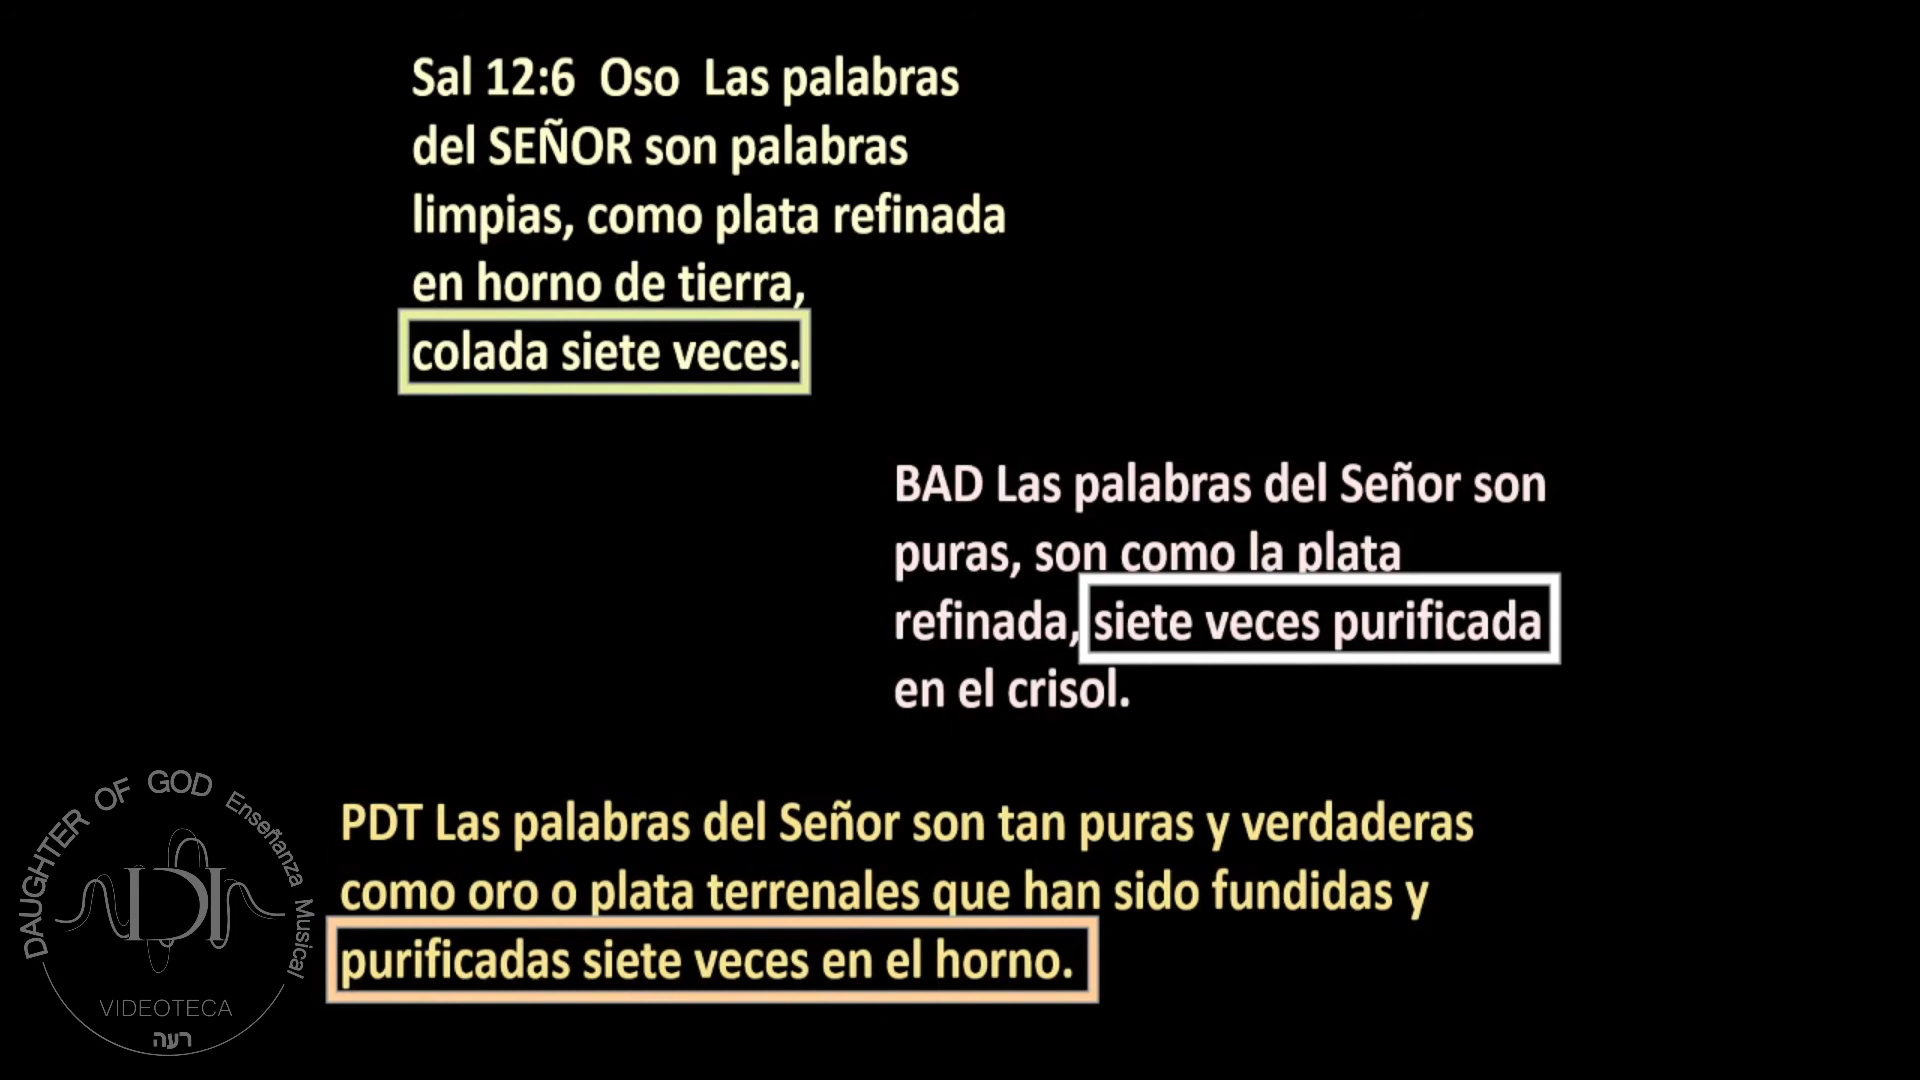 Sal 12:6 Oso Las palabras
del SEÑOR son palabras
limpias, como plata refinada
en horno de tierra,
colada siete veces.
BAD Las palabras del Señor son
puras, son como la plata
refinada, siete veces purificada
en el crisol.
PDT Las palabras del Señor son tan puras y verdaderas
como oro o plata terrenales que han sido fundidas y
purificadas siete veces en el horno.
DAUGHTER OF GOD Enseñanza Musical
DI
VIDEOTECA
רעה